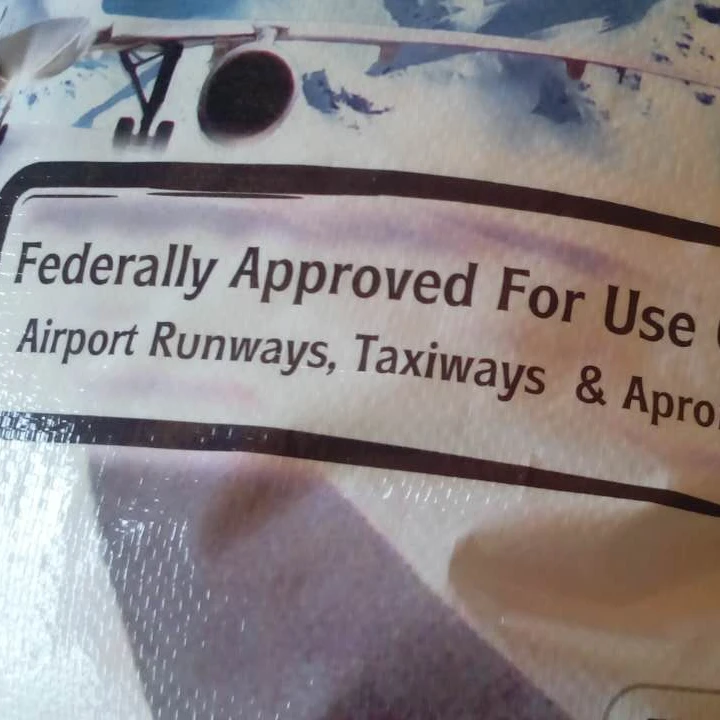 Federally Approved For Use
Airport Runways, Taxiways & Apro